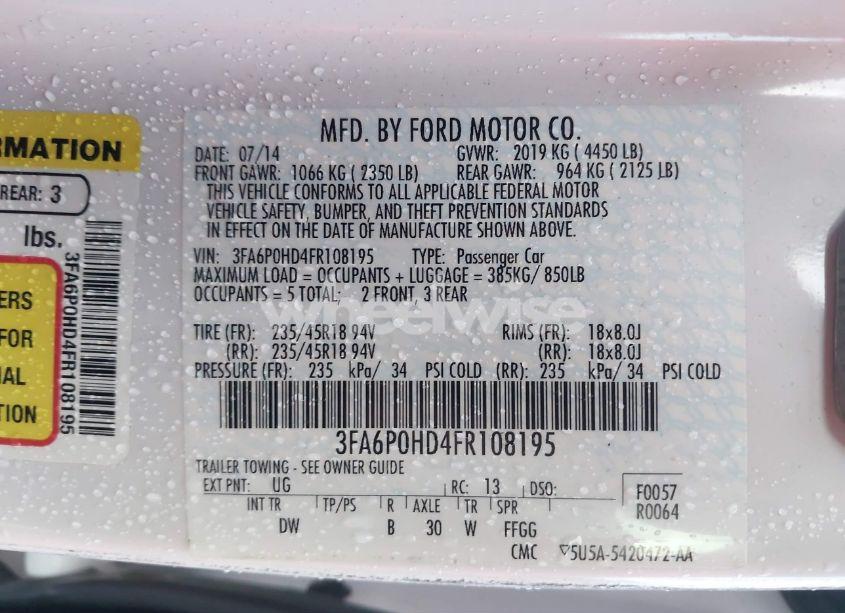 MFD. BY FORD MOTOR CO.
DATE: 07/14 GVWR: 2019 KG ( 4450 LB)
FRONT GAWR: 1066 KG ( 2350 LB) REAR GAWR: 964 KG ( 2125 LB)
THIS VEHICLE CONFORMS TO ALL APPLICABLE FEDERAL MOTOR
VEHICLE SAFETY, BUMPER, AND THEFT PREVENTION STANDARDS
IN EFFECT ON THE DATE OF MANUFACTURE SHOWN ABOVE.
VIN: 3FA6P0HD4FR108195 TYPE: Passenger Car
MAXIMUM LOAD = OCCUPANTS + LUGGAGE = 385KG/ 850LB
OCCUPANTS = 5 TOTAL; 2 FRONT, 3 REAR
wheelwise
TIRE (FR): 235/45R18 94V RIMS (FR): 18x8.0J
(RR): 235/45R18 94V (RR): 18x8.0J
PRESSURE (FR): 235 kPa/ 34 PSI COLD (RR): 235 kPa/ 34 PSI COLD
3FA6P0HD4FR108195
TRAILER TOWING - SEE OWNER GUIDE
EXT PNT: UG RC: 13 DSO:
F0057
R0064
INT TR TP/PS R AXLE TR SPR
DW B 30 W FFGG
CMC ▽5U5A-5420472-AA
RMATION
REAR: 3
lbs.
ERS
FOR
IAL
TION
3FA6P0HD4FR108195